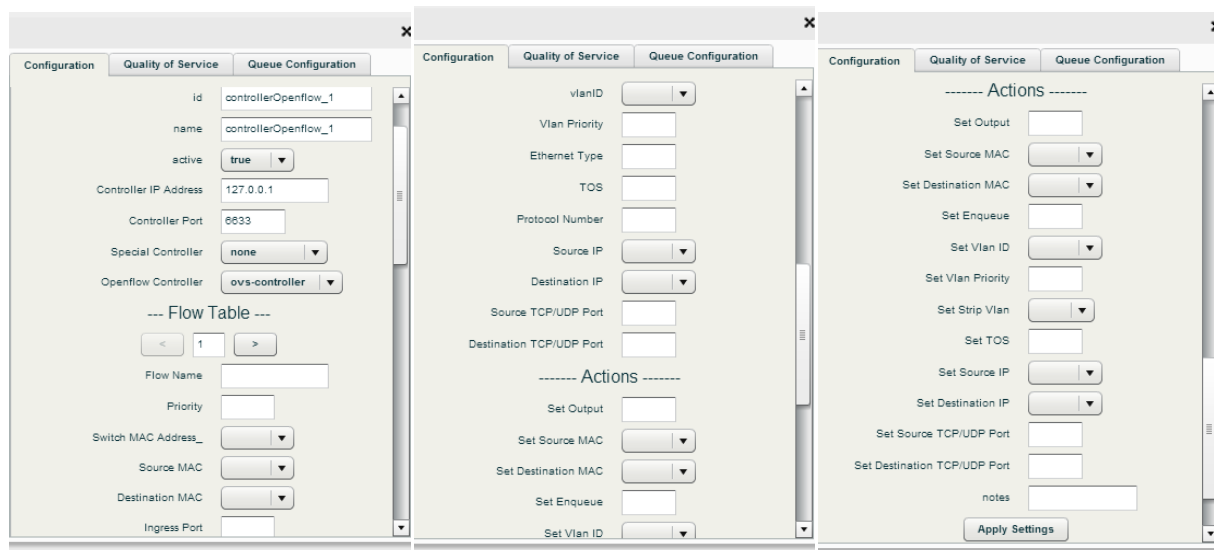 x
Configuration Quality of Service Queue Configuration
id controllerOpenflow_1
name controllerOpenflow_1
active true
Controller IP Address 127.0.0.1
Controller Port 6633
Special Controller none
Openflow Controller ovs-controller
--- Flow Table ---
< 1 >
Flow Name
Priority
Switch MAC Address_
Source MAC
Destination MAC
Ingress Port
x
Configuration Quality of Service Queue Configuration
vlanID
Vlan Priority
Ethernet Type
TOS
Protocol Number
Source IP
Destination IP
Source TCP/UDP Port
Destination TCP/UDP Port
------- Actions -------
Set Output
Set Source MAC
Set Destination MAC
Set Enqueue
Set Vlan ID
Configuration Quality of Service Queue Configuration
------- Actions -------
Set Output
Set Source MAC
Set Destination MAC
Set Enqueue
Set Vlan ID
Set Vlan Priority
Set Strip Vlan
Set TOS
Set Source IP
Set Destination IP
Set Source TCP/UDP Port
Set Destination TCP/UDP Port
notes
Apply Settings